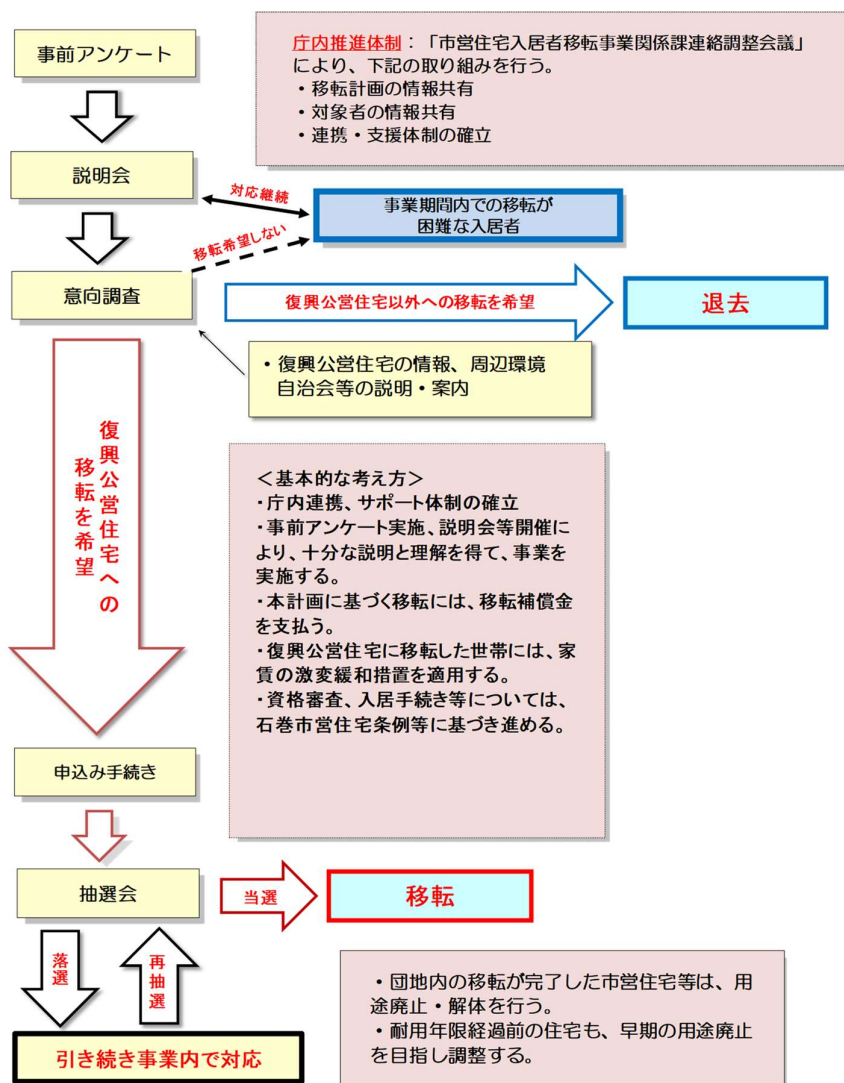 事前アンケート
庁内推進体制：「市営住宅入居者移転事業関係課連絡調整会議」
により、下記の取り組みを行う。
・移転計画の情報共有
・対象者の情報共有
・連携・支援体制の確立
説明会
対応継続
事業期間内での移転が
困難な入居者
移転希望しない
意向調査
復興公営住宅以外への移転を希望
退去
・復興公営住宅の情報、周辺環境
自治会等の説明・案内
復興公営住宅への
移転を希望
＜基本的な考え方＞
・庁内連携、サポート体制の確立
・事前アンケート実施、説明会等開催に
より、十分な説明と理解を得て、事業を
実施する。
・本計画に基づく移転には、移転補償金
を支払う。
・復興公営住宅に移転した世帯には、家
賃の激変緩和措置を適用する。
・資格審査、入居手続き等については、
石巻市営住宅条例等に基づき進める。
申込み手続き
抽選会
当選
移転
落選
再抽選
引き続き事業内で対応
・団地内の移転が完了した市営住宅等は、用
途廃止・解体を行う。
・耐用年限経過前の住宅も、早期の用途廃止
を目指し調整する。